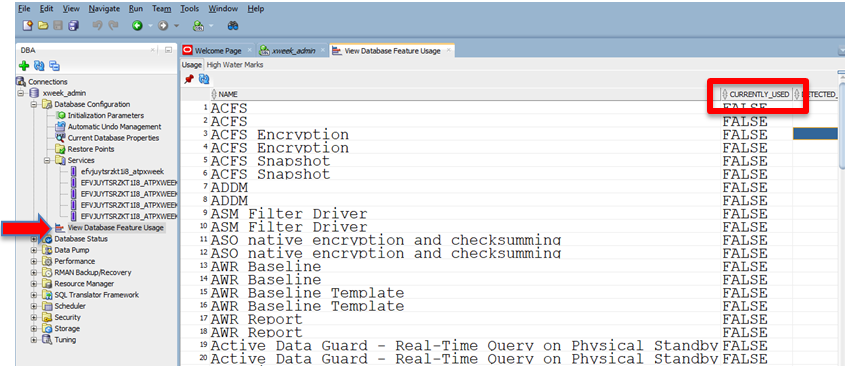 File Edit View Navigate Run Team Tools Window Help
DBA
Welcome Page
xweek_admin
View Database Feature Usage
Usage High Water Marks
Connections
xweek_admin
Database Configuration
Initialization Parameters
Automatic Undo Management
Current Database Properties
Restore Points
Services
efvjuytsrzkt1i8_atpxweek
EFVJUYTSRZKT1I8_ATPXWEEK
EFVJUYTSRZKT1I8_ATPXWEEK
EFVJUYTSRZKT1I8_ATPXWEEK
EFVJUYTSRZKT1I8_ATPXWEEK
View Database Feature Usage
Database Status
Data Pump
Performance
RMAN Backup/Recovery
Resource Manager
SQL Translator Framework
Scheduler
Security
Storage
Tuning
NAME CURRENTLY_USED DETECTED_
1 ACFS FALSE
2 ACFS FALSE
3 ACFS Encryption FALSE
4 ACFS Encryption FALSE
5 ACFS Snapshot FALSE
6 ACFS Snapshot FALSE
7 ADDM FALSE
8 ADDM FALSE
9 ASM Filter Driver FALSE
10 ASM Filter Driver FALSE
11 ASO native encryption and checksumming FALSE
12 ASO native encryption and checksumming FALSE
13 AWR Baseline FALSE
14 AWR Baseline FALSE
15 AWR Baseline Template FALSE
16 AWR Baseline Template FALSE
17 AWR Report FALSE
18 AWR Report FALSE
19 Active Data Guard - Real-Time Query on Physical Standby FALSE
20 Active Data Guard - Real-Time Query on Physical Standby FALSE